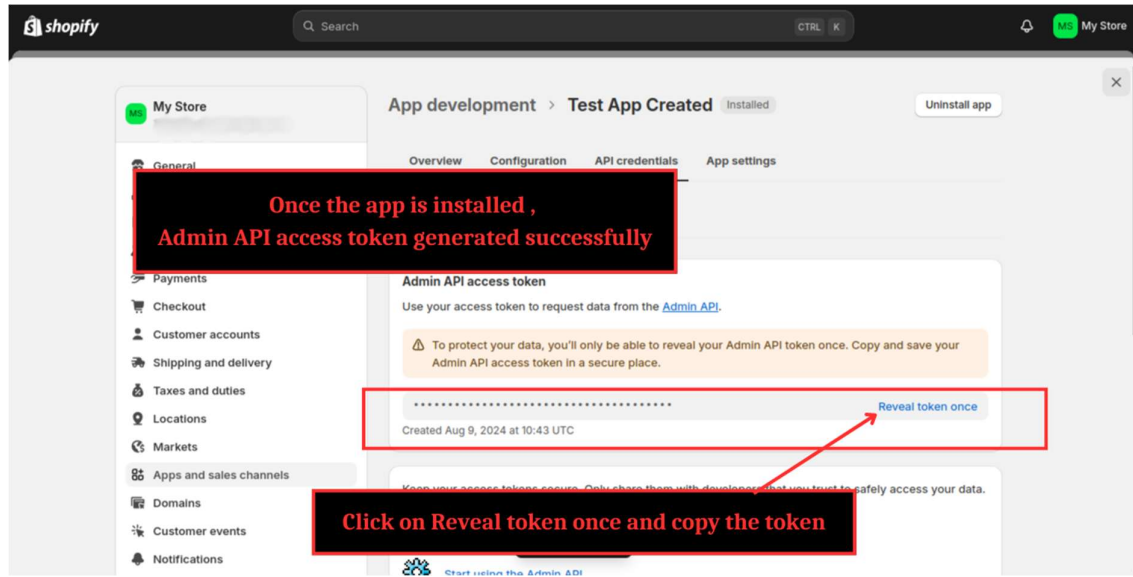 shopify
Search
CTRL K
MS My Store
MS My Store
App development > Test App Created Installed
Uninstall app
Overview Configuration API credentials App settings
General
Once the app is installed ,
Admin API access token generated successfully
Payments
Checkout
Customer accounts
Shipping and delivery
Taxes and duties
Locations
Markets
Apps and sales channels
Domains
Customer events
Notifications
Admin API access token
Use your access token to request data from the Admin API.
To protect your data, you'll only be able to reveal your Admin API token once. Copy and save your
Admin API access token in a secure place.
••••••••••••••••••••••••••••••••••••••
Reveal token once
Created Aug 9, 2024 at 10:43 UTC
Keep your access tokens secure. Only share them with developers that you trust to safely access your data.
Click on Reveal token once and copy the token
Start using the Admin API